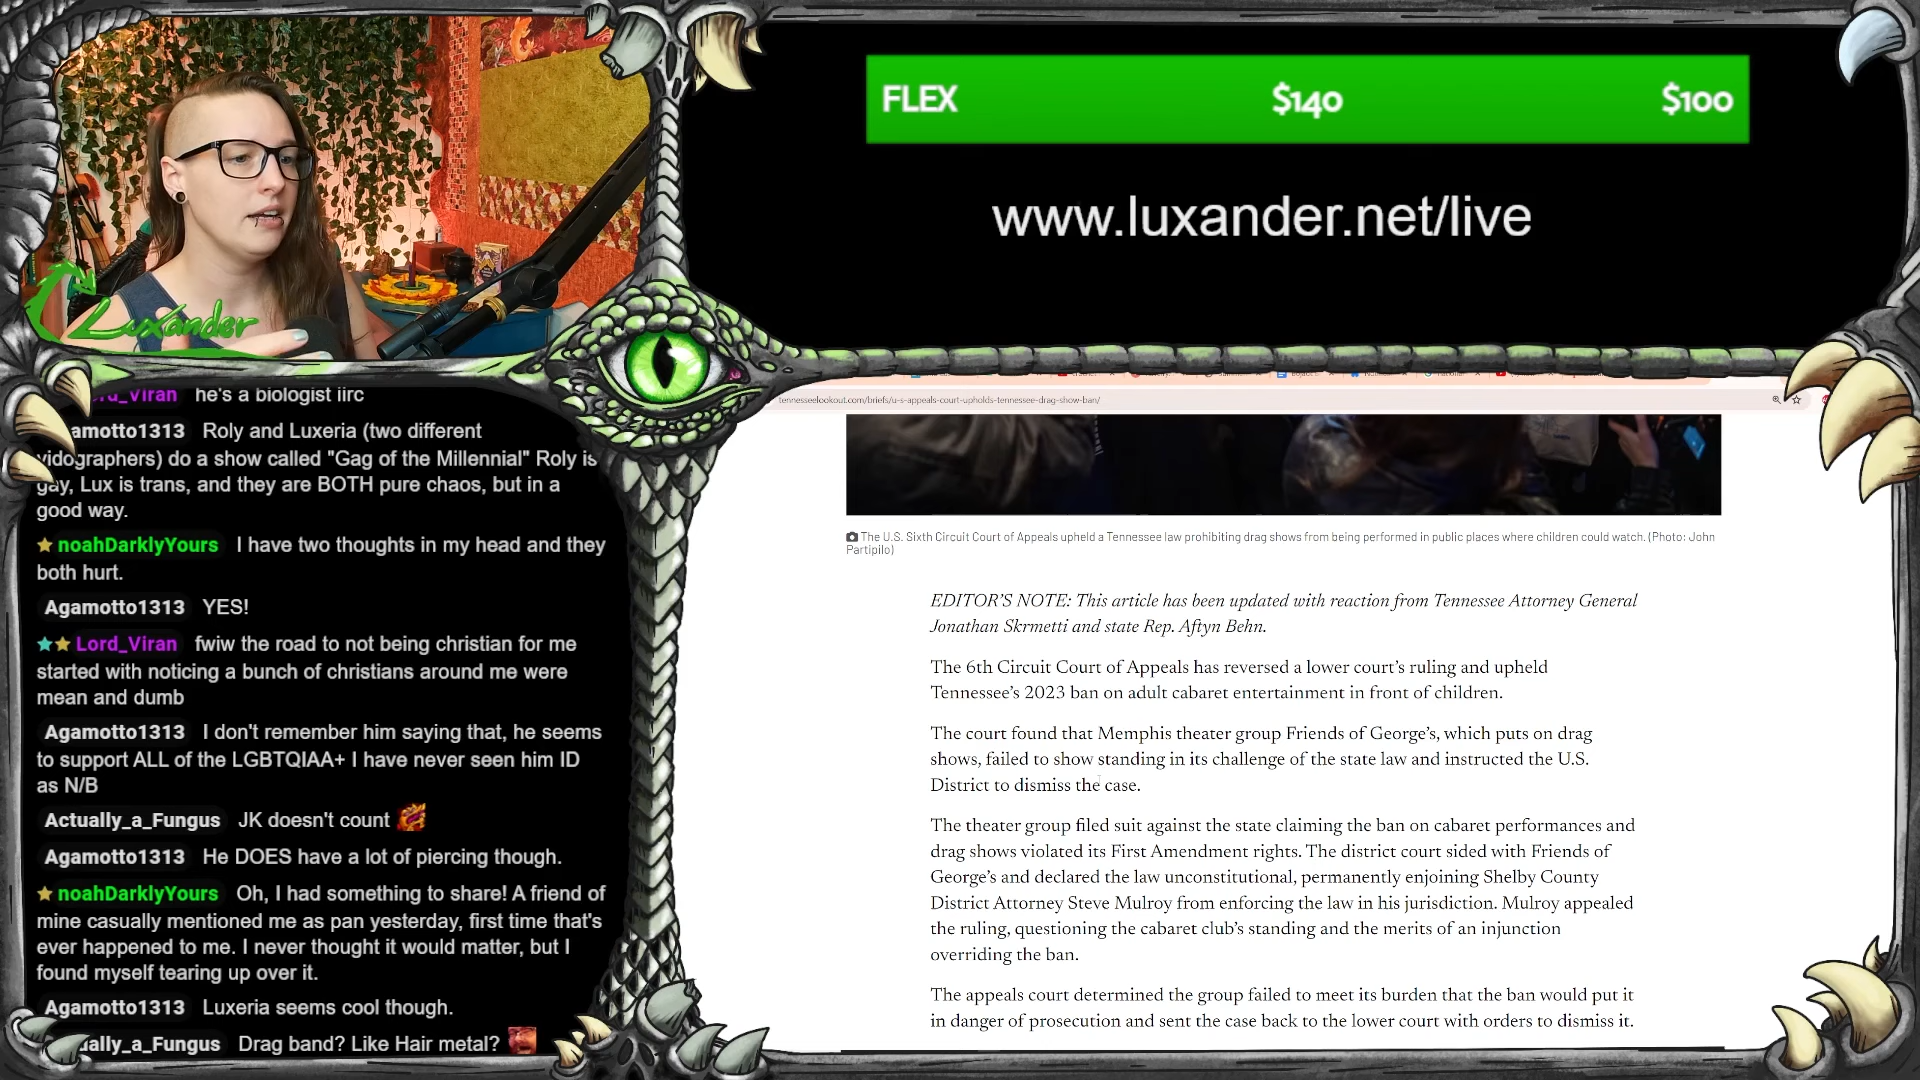 FLEX $140 $100
www.luxander.net/live
Luxander
Lord_Viran he's a biologist iirc
Agamotto1313 Roly and Luxeria (two different
vidographers) do a show called "Gag of the Millennial" Roly is
gay, Lux is trans, and they are BOTH pure chaos, but in a
good way.
noahDarklyYours I have two thoughts in my head and they
both hurt.
Agamotto1313 YES!
Lord_Viran fwiw the road to not being christian for me
started with noticing a bunch of christians around me were
mean and dumb
Agamotto1313 I don't remember him saying that, he seems
to support ALL of the LGBTQIAA+ I have never seen him ID
as N/B
Actually_a_Fungus JK doesn't count
Agamotto1313 He DOES have a lot of piercing though.
noahDarklyYours Oh, I had something to share! A friend of
mine casually mentioned me as pan yesterday, first time that's
ever happened to me. I never thought it would matter, but I
found myself tearing up over it.
Agamotto1313 Luxeria seems cool though.
ally_a_Fungus Drag band? Like Hair metal?
tennesseelookout.com/briefs/u-s-appeals-court-upholds-tennessee-drag-show-ban/
The U.S. Sixth Circuit Court of Appeals upheld a Tennessee law prohibiting drag shows from being performed in public places where children could watch. (Photo: John
Partipilo)
EDITOR'S NOTE: This article has been updated with reaction from Tennessee Attorney General
Jonathan Skrmetti and state Rep. Aftyn Behn.
The 6th Circuit Court of Appeals has reversed a lower court's ruling and upheld
Tennessee's 2023 ban on adult cabaret entertainment in front of children.
The court found that Memphis theater group Friends of George's, which puts on drag
shows, failed to show standing in its challenge of the state law and instructed the U.S.
District to dismiss the case.
The theater group filed suit against the state claiming the ban on cabaret performances and
drag shows violated its First Amendment rights. The district court sided with Friends of
George's and declared the law unconstitutional, permanently enjoining Shelby County
District Attorney Steve Mulroy from enforcing the law in his jurisdiction. Mulroy appealed
the ruling, questioning the cabaret club's standing and the merits of an injunction
overriding the ban.
The appeals court determined the group failed to meet its burden that the ban would put it
in danger of prosecution and sent the case back to the lower court with orders to dismiss it.